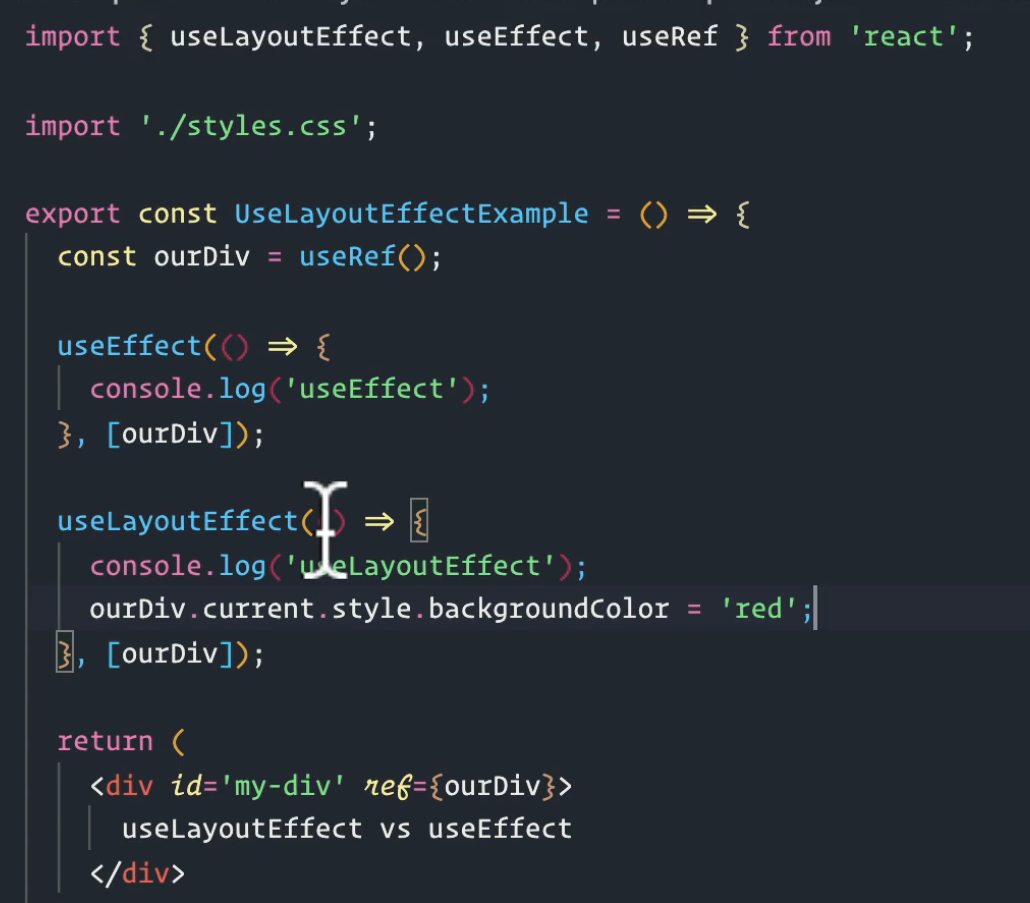 import { useLayoutEffect, useEffect, useRef } from 'react';
import './styles.css';
export const UseLayoutEffectExample = () => {
const ourDiv = useRef();
useEffect(() => {
console.log('useEffect');
}, [ourDiv]);
useLayoutEffect(() => {
console.log('useLayoutEffect');
ourDiv.current.style.backgroundColor = 'red';
}, [ourDiv]);
return (
<div id='my-div' ref={ourDiv}>
useLayoutEffect vs useEffect
</div>